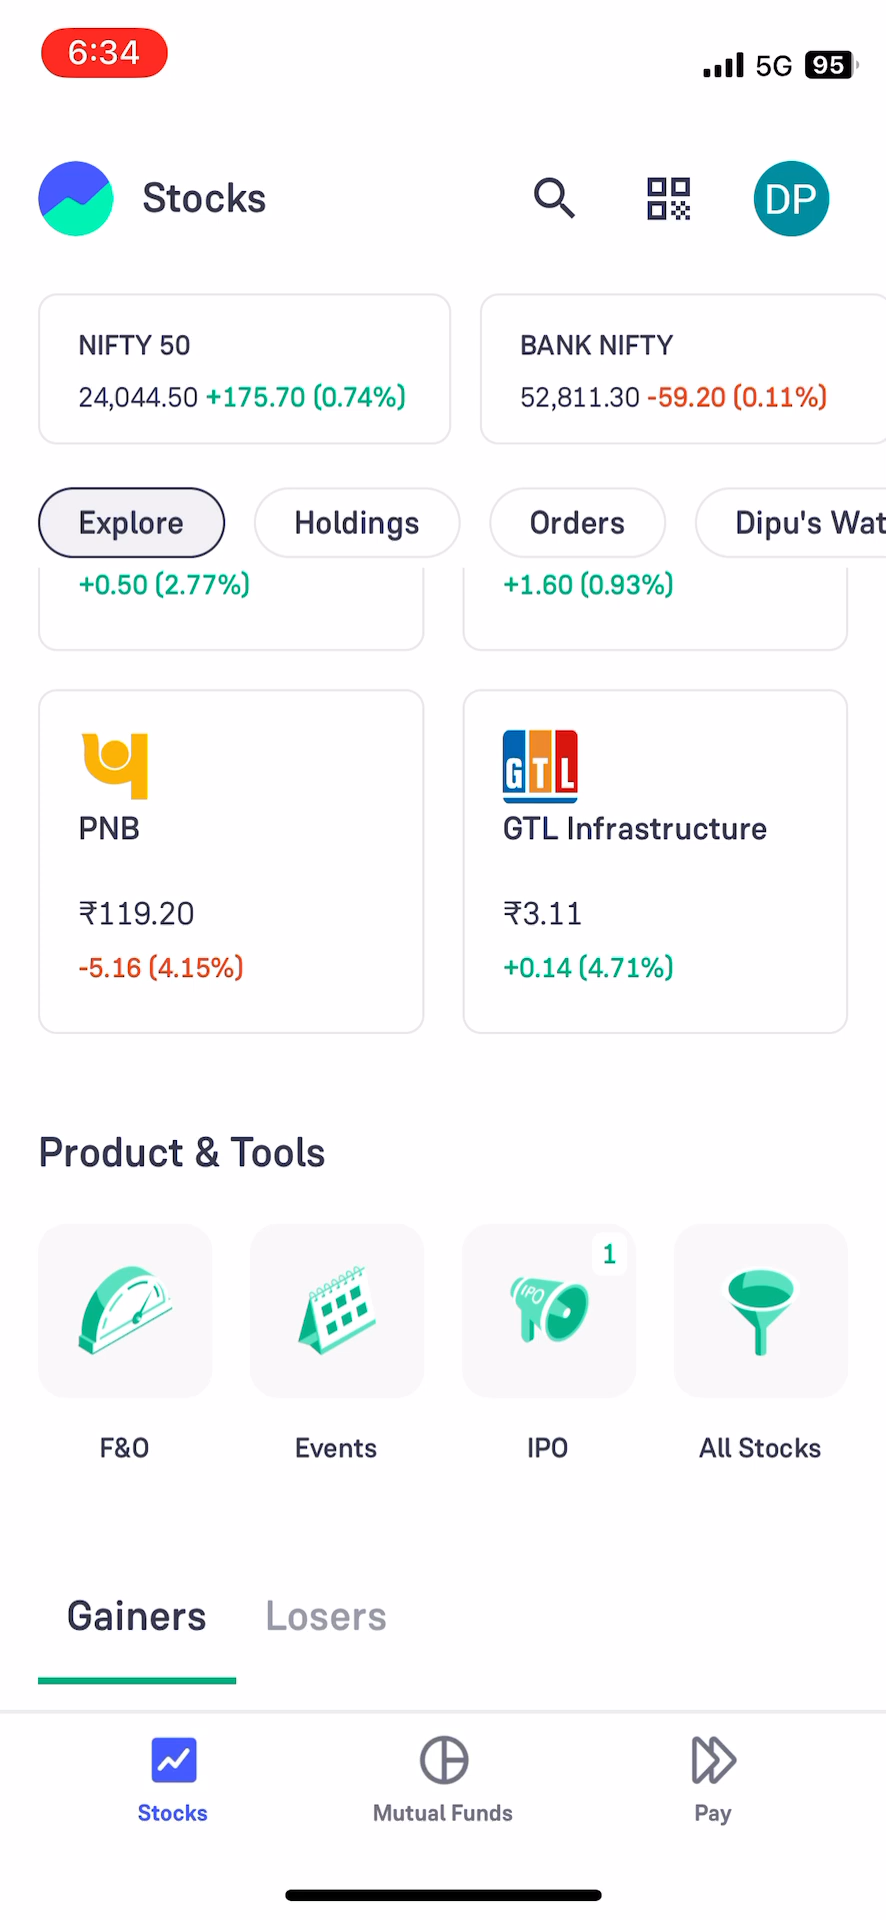 6:34
5G 95
Stocks
DP
NIFTY 50
24,044.50 +175.70 (0.74%)
BANK NIFTY
52,811.30 -59.20 (0.11%)
Explore
Holdings
Orders
Dipu's Wat
+0.50 (2.77%)
+1.60 (0.93%)
PNB
₹119.20
-5.16 (4.15%)
GTL
GTL Infrastructure
₹3.11
+0.14 (4.71%)
Product & Tools
F&O
Events
IPO
1
IPO
All Stocks
Gainers
Losers
Stocks
Mutual Funds
Pay